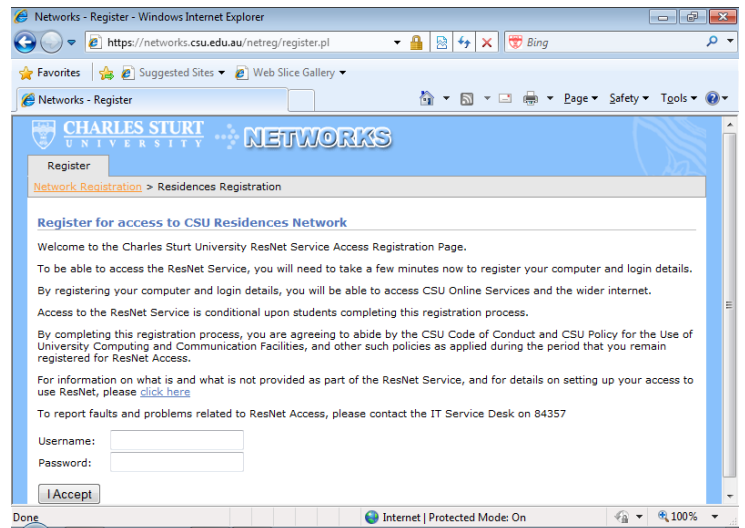 Networks - Register - Windows Internet Explorer
https://networks.csu.edu.au/netreg/register.pl
Bing
Favorites
Suggested Sites
Web Slice Gallery
Networks - Register
Page
Safety
Tools
CHARLES STURT
UNIVERSITY
NETWORKS
Register
Network Registration > Residences Registration
Register for access to CSU Residences Network
Welcome to the Charles Sturt University ResNet Service Access Registration Page.
To be able to access the ResNet Service, you will need to take a few minutes now to register your computer and login details.
By registering your computer and login details, you will be able to access CSU Online Services and the wider internet.
Access to the ResNet Service is conditional upon students completing this registration process.
By completing this registration process, you are agreeing to abide by the CSU Code of Conduct and CSU Policy for the Use of
University Computing and Communication Facilities, and other such policies as applied during the period that you remain
registered for ResNet Access.
For information on what is and what is not provided as part of the ResNet Service, and for details on setting up your access to
use ResNet, please click here
To report faults and problems related to ResNet Access, please contact the IT Service Desk on 84357
Username:
Password:
I Accept
Done
Internet | Protected Mode: On
100%